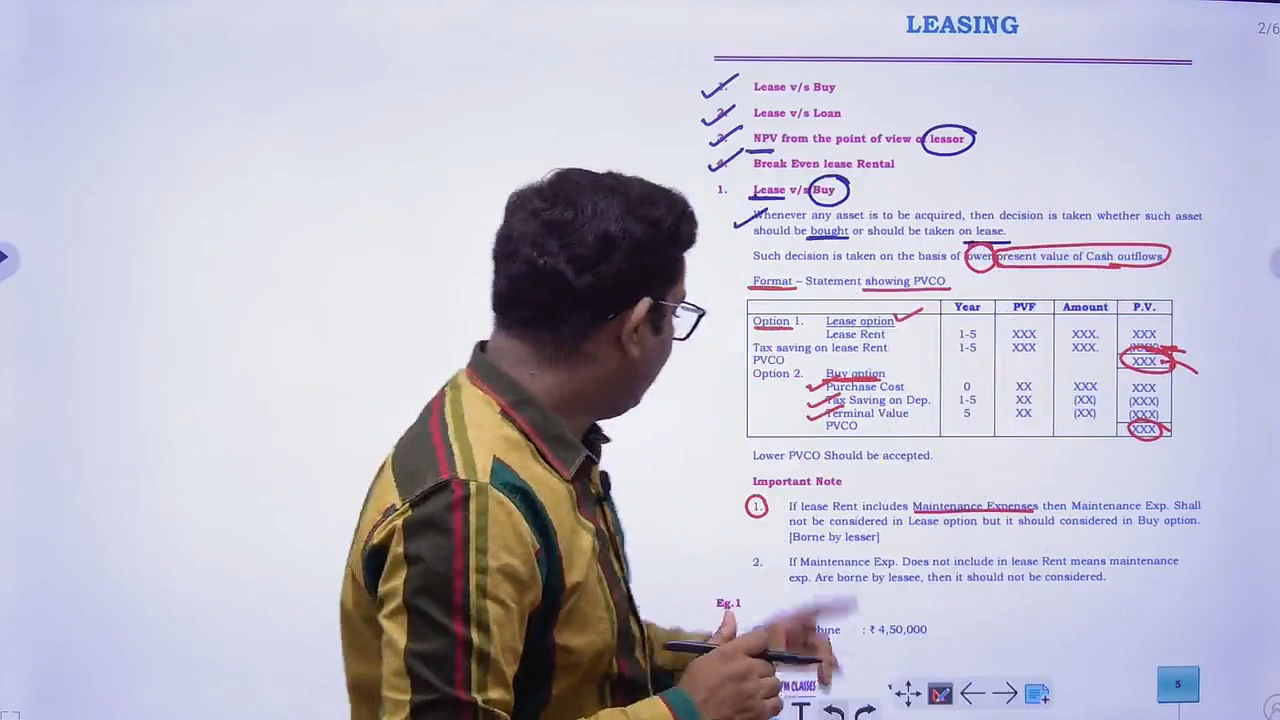 LEASING
2/6
1. Lease v/s Buy
2. Lease v/s Loan
3. NPV from the point of view of lessor
4. Break Even lease Rental
1. Lease v/s Buy
Whenever any asset is to be acquired, then decision is taken whether such asset
should be bought or should be taken on lease.
Such decision is taken on the basis of lower present value of Cash outflows
Format – Statement showing PVCO
Year PVF Amount P.V.
Option 1. Lease option
Lease Rent 1-5 XXX XXX. XXX
Tax saving on lease Rent 1-5 XXX XXX. (XXX)
PVCO XXX
Option 2. Buy option
Purchase Cost 0 XX XXX XXX
Tax Saving on Dep. 1-5 XX (XX) (XXX)
Terminal Value 5 XX (XX) (XXX)
PVCO XXX
Lower PVCO Should be accepted.
Important Note
1. If lease Rent includes Maintenance Expenses then Maintenance Exp. Shall
not be considered in Lease option but it should considered in Buy option.
[Borne by lesser]
2. If Maintenance Exp. Does not include in lease Rent means maintenance
exp. Are borne by lessee, then it should not be considered.
Eg.1
: ₹ 4,50,000
CLASSES
5